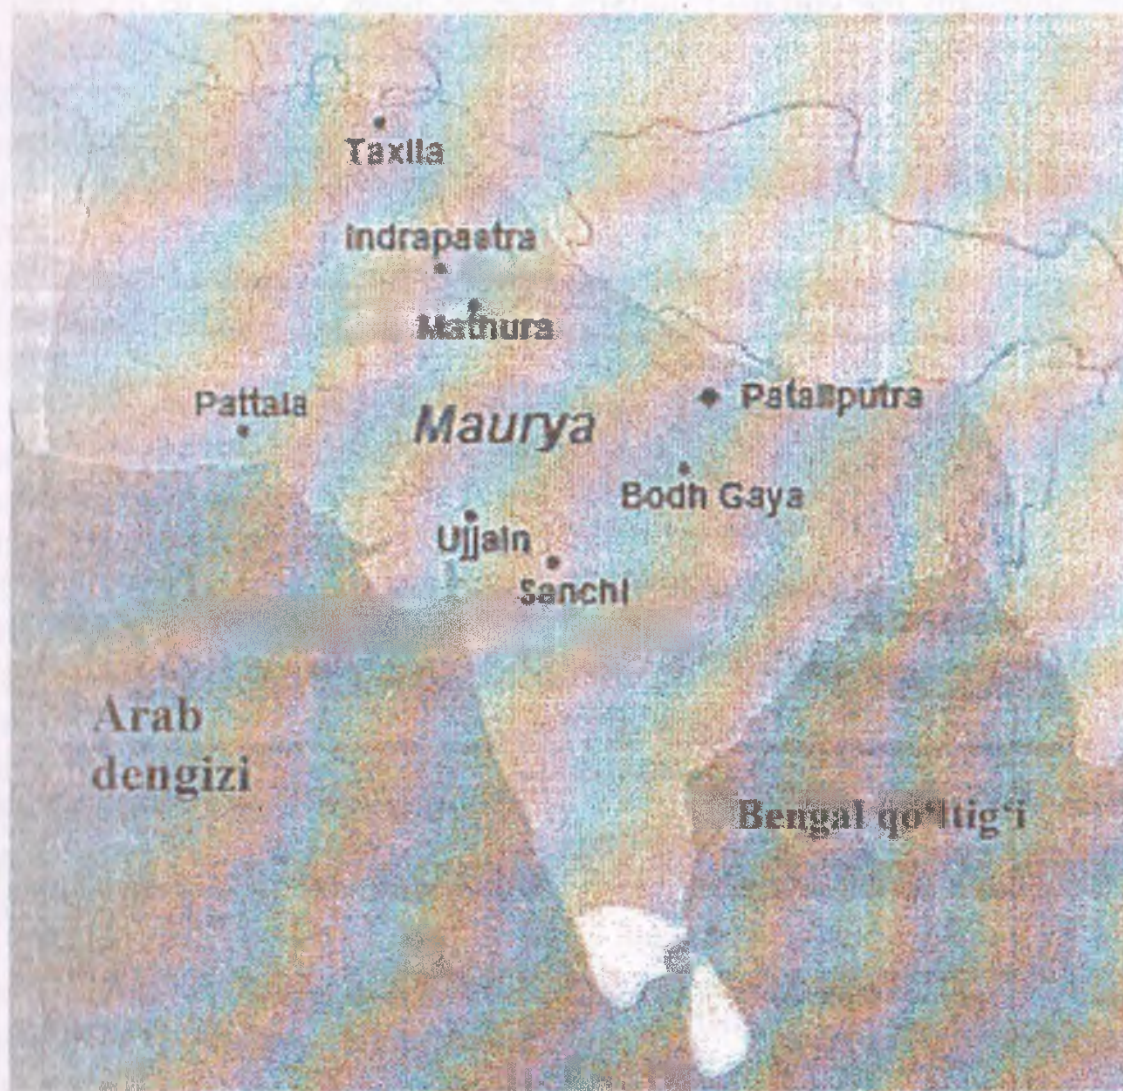 Taxila
Indrapastra
Mathura
Pattala
Maurya
Pataliputra
Bodh Gaya
Ujjain
Sanchi
Arab
dengizi
Bengal qo‘ltig‘i